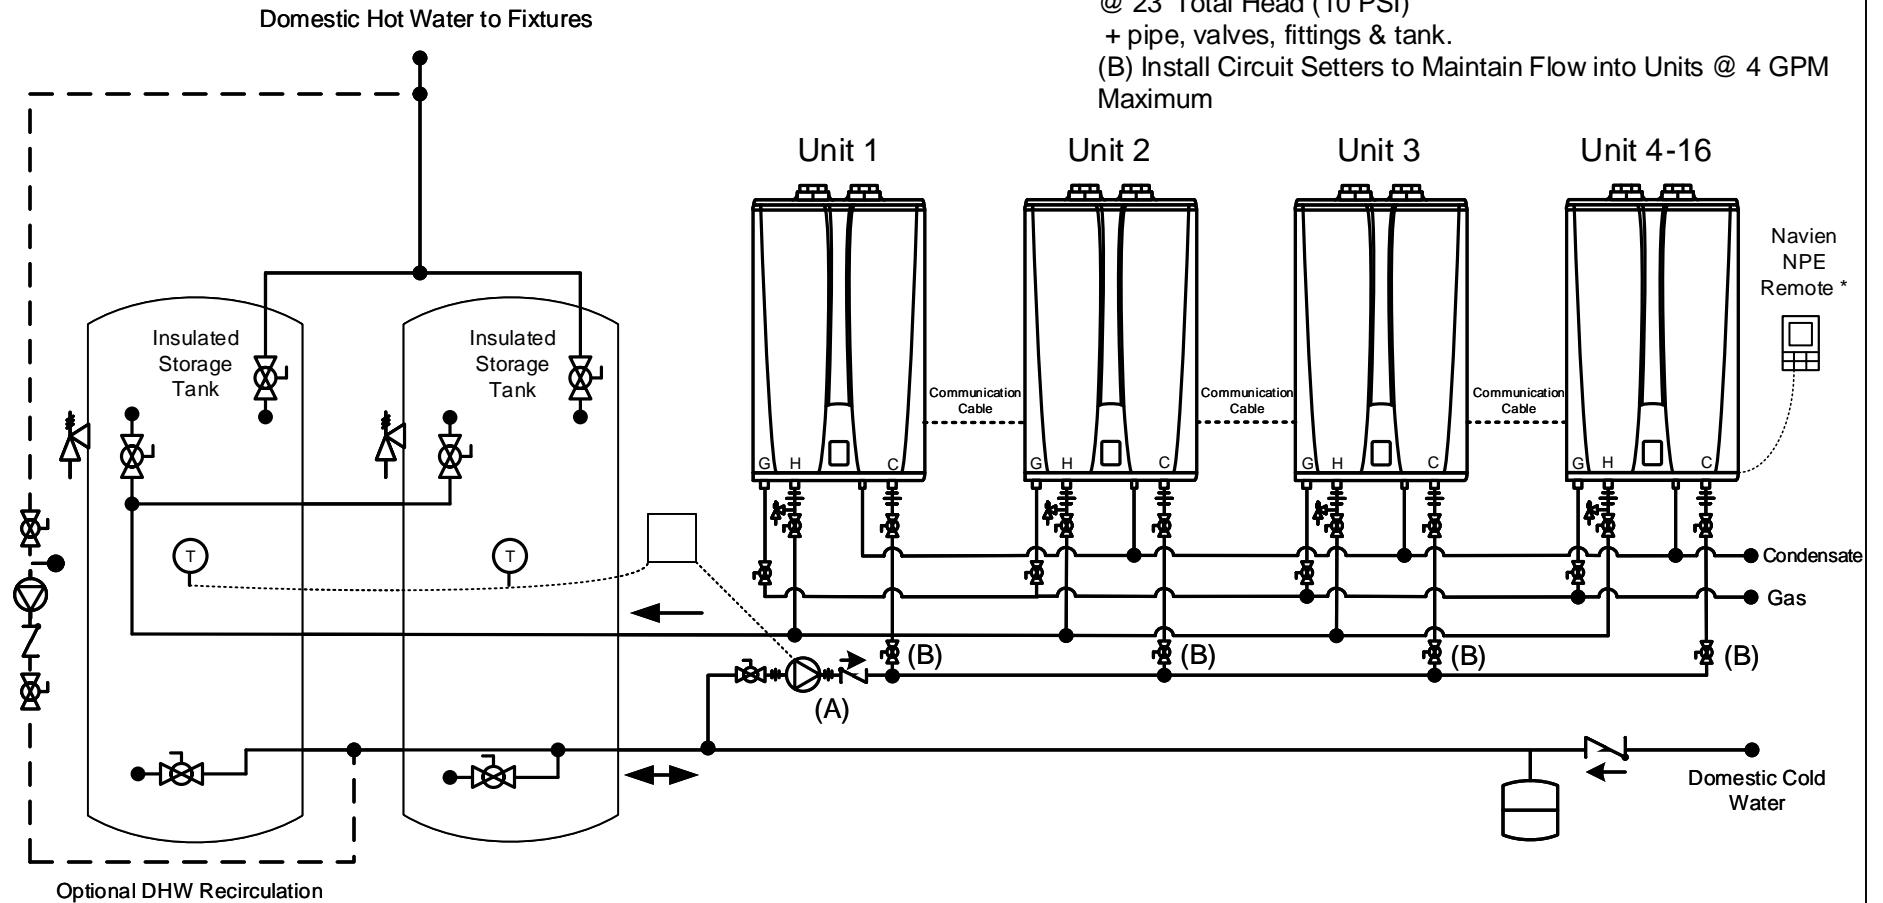 Domestic Hot Water to Fixtures
@ 23' Total Head (10 PSI)
+ pipe, valves, fittings & tank.
(B) Install Circuit Setters to Maintain Flow into Units @ 4 GPM
Maximum
Unit 1
Unit 2
Unit 3
Unit 4-16
Navien
NPE
Remote *
Insulated
Storage
Tank
Insulated
Storage
Tank
Communication
Cable
Communication
Cable
Communication
Cable
G H C
G H C
G H C
G H C
T
T
Condensate
Gas
(B)
(B)
(B)
(B)
(A)
Domestic Cold
Water
Optional DHW Recirculation